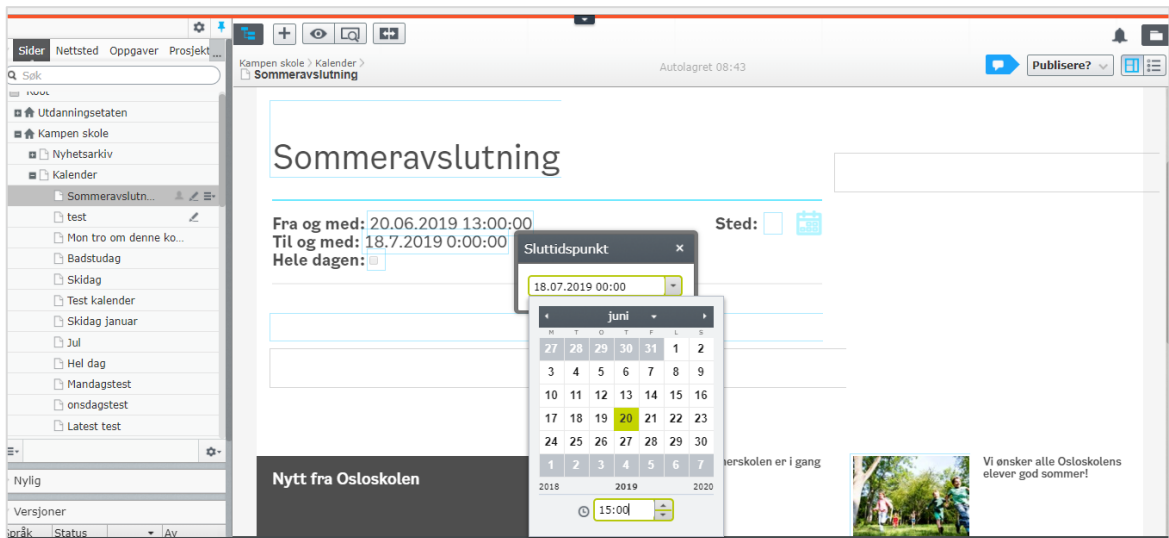 Sider Nettsted Oppgaver Prosjekt ...
Søk
Root
Utdanningsetaten
Kampen skole
Nyhetsarkiv
Kalender
Sommeravslutn...
test
Mon tro om denne ko...
Badstudag
Skidag
Test kalender
Skidag januar
Jul
Hel dag
Mandagstest
onsdagstest
Latest test
Nylig
Versjoner
Språk Status Av
Kampen skole > Kalender >
Sommeravslutning
Autolagret 08:43
Publisere?
Sommeravslutning
Fra og med: 20.06.2019 13:00:00
Til og med: 18.7.2019 0:00:00
Hele dagen:
Sted:
Sluttidspunkt ×
18.07.2019 00:00
juni
M T O T F L S
27 28 29 30 31 1 2
3 4 5 6 7 8 9
10 11 12 13 14 15 16
17 18 19 20 21 22 23
24 25 26 27 28 29 30
1 2 3 4 5 6 7
2018 2019 2020
15:00
Nytt fra Osloskolen
nerskolen er i gang
Vi ønsker alle Osloskolens
elever god sommer!